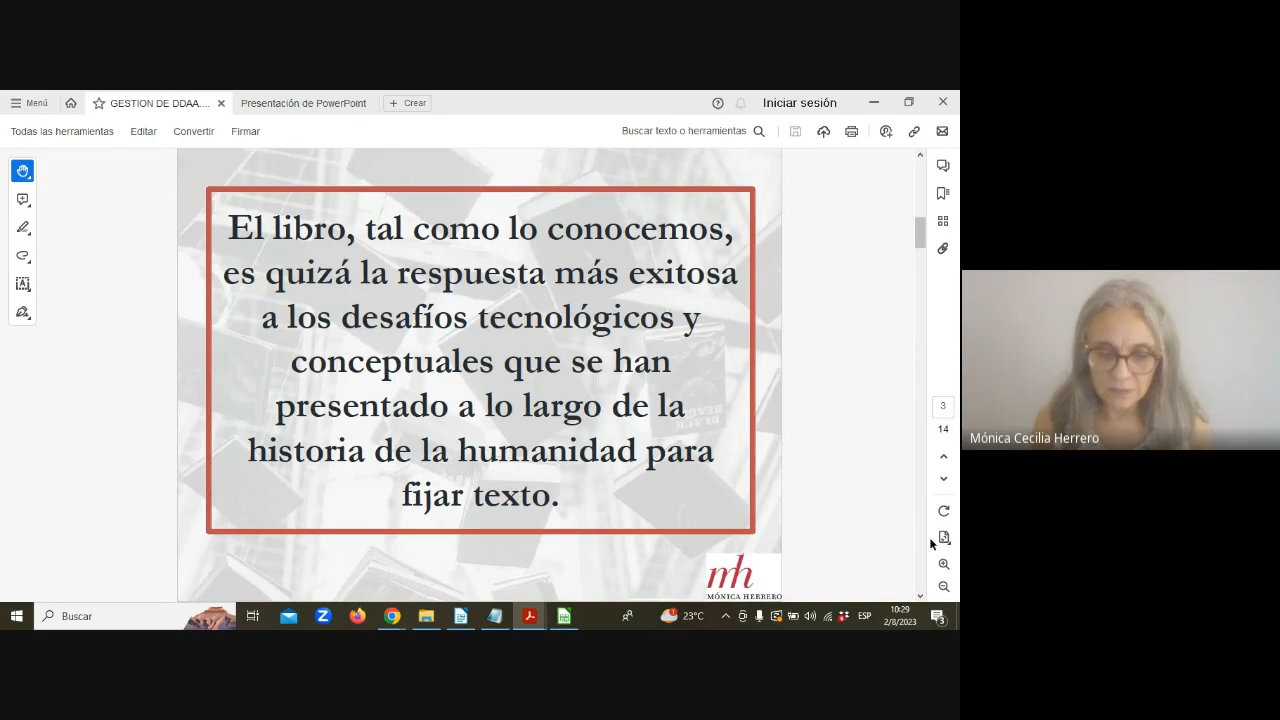 Menú
GESTION DE DDAA....
Presentación de PowerPoint
Crear
Iniciar sesión
Todas las herramientas
Editar
Convertir
Firmar
Buscar texto o herramientas
El libro, tal como lo conocemos,
es quizá la respuesta más exitosa
a los desafíos tecnológicos y
conceptuales que se han
presentado a lo largo de la
historia de la humanidad para
fijar texto.
mh
MÓNICA HERRERO
3
14
Mónica Cecilia Herrero
Buscar
23°C
ESP
10:29
2/8/2023
3